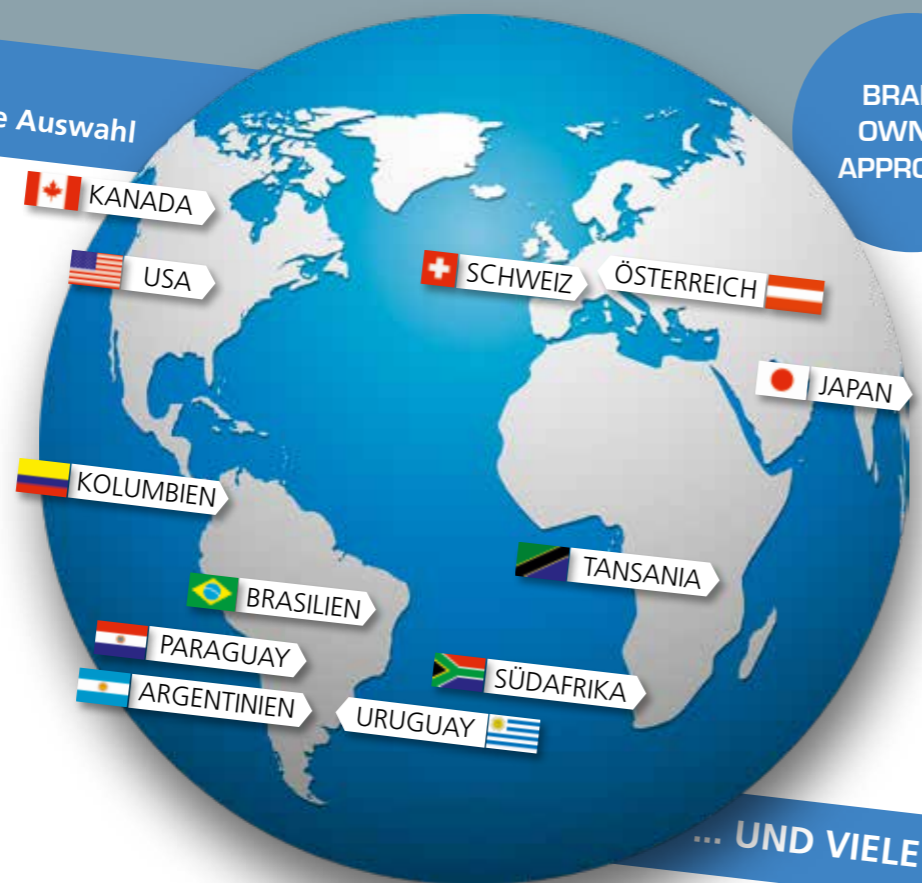 Auswahl
KANADA
USA
SCHWEIZ
ÖSTERREICH
JAPAN
KOLUMBIEN
TANSANIA
BRASILIEN
PARAGUAY
SÜDAFRIKA
ARGENTINIEN
URUGUAY
... UND VIELE